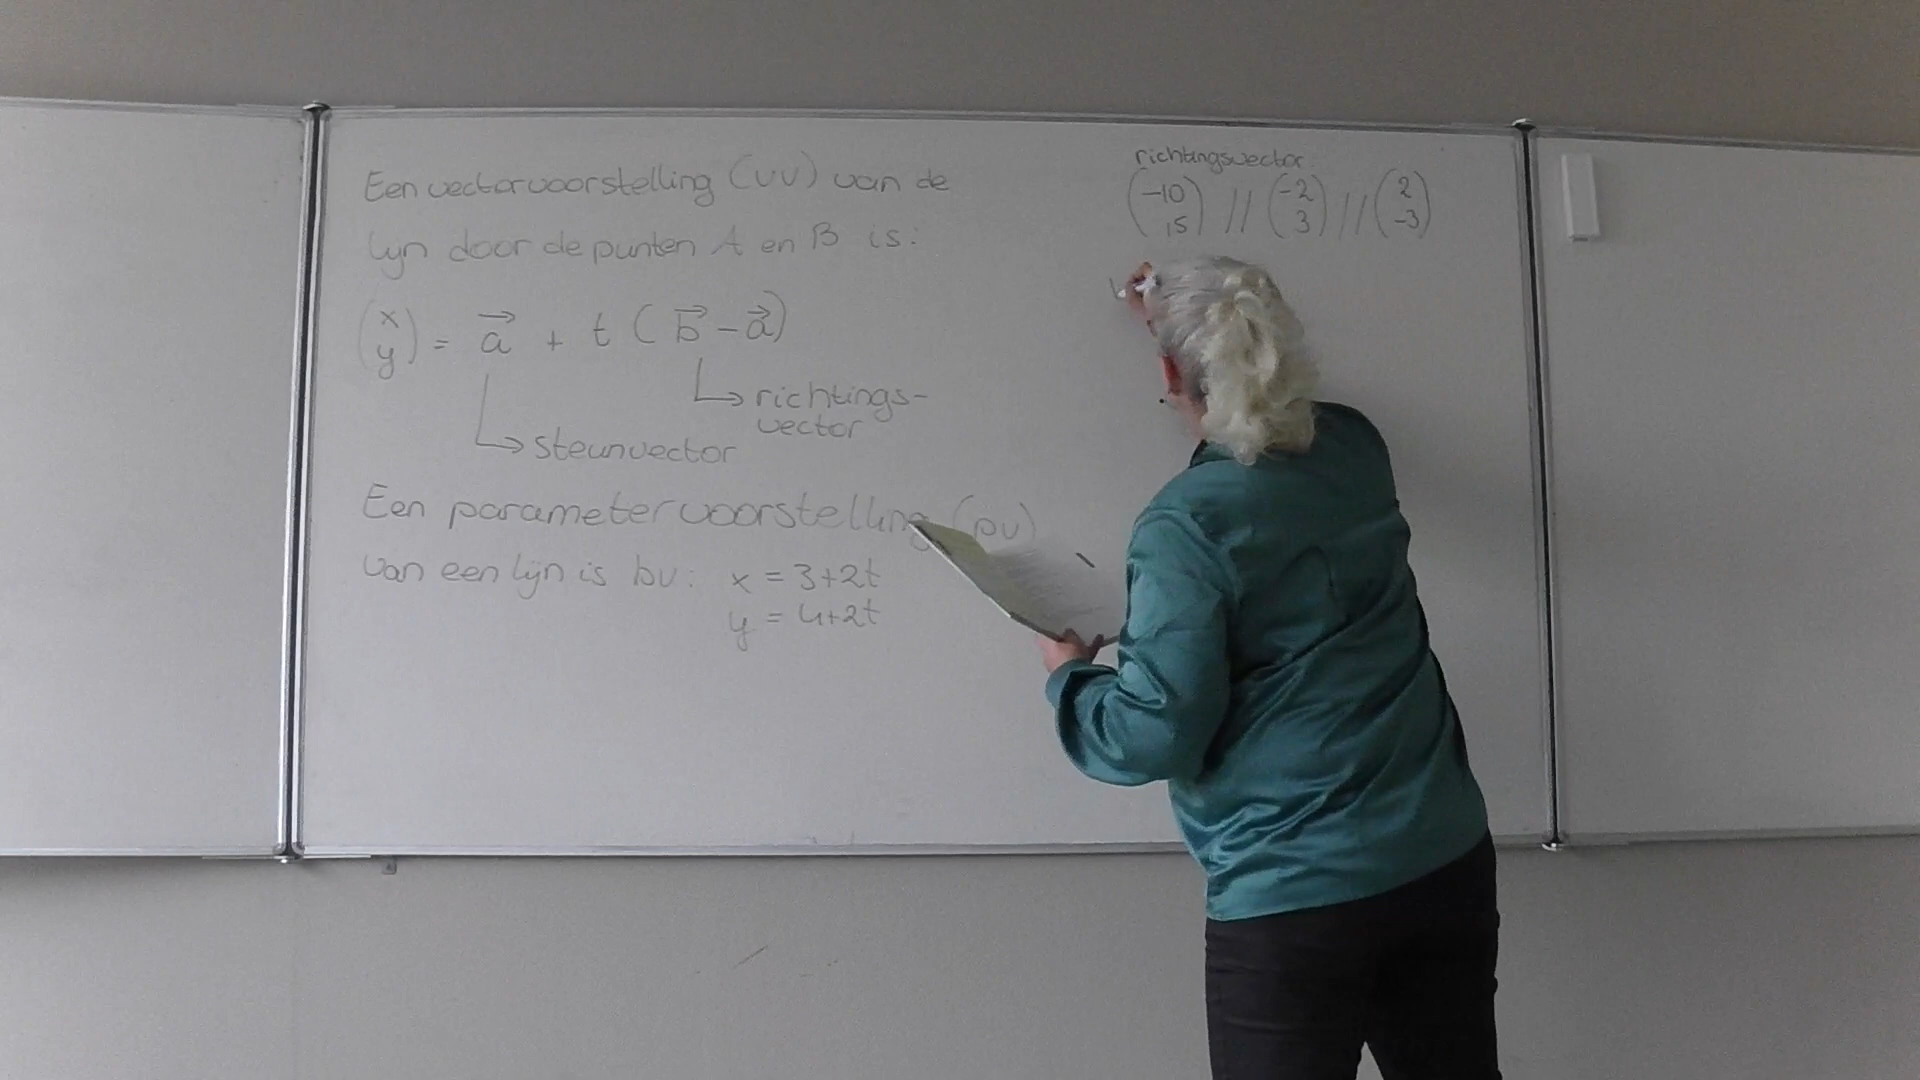 Een vectorvoorstelling (vv) van de
lijn door de punten A en B is:
(x y) = a⃗ + t (b⃗ - a⃗)
↳ richtings-
vector
↳ steunvector
Een parametervoorstelling (pv)
van een lijn is bv: x = 3+2t
y = 4+2t
richtingsvector
(-10 15) // (-2 3) // (2 -3)